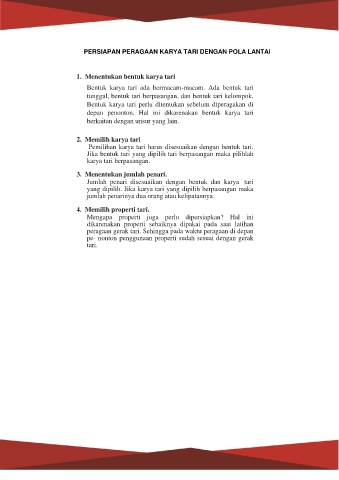 PERSIAPAN PERAGAAN KARYA TARI DENGAN POLA LANTAI
1. Menentukan bentuk karya tari
Bentuk karya tari ada bermacam-macam. Ada bentuk tari
tunggal, bentuk tari berpasangan, dan bentuk tari kelompok.
Bentuk karya tari perlu ditentukan sebelum diperagakan di
depan penonton. Hal ini dikarenakan bentuk karya tari
berkaitan dengan unsur yang lain.
2. Memilih karya tari
Pemilihan karya tari harus disesuaikan dengan bentuk tari.
Jika bentuk tari yang dipilih tari berpasangan maka pilihlah
karya tari berpasangan.
3. Menentukan jumlah penari.
Jumlah penari disesuaikan dengan bentuk dan karya tari
yang dipilih. Jika karya tari yang dipilih berpasangan maka
jumlah penarinya dua orang atau kelipatannya.
4. Memilih properti tari.
Mengapa properti juga perlu dipersiapkan? Hal ini
dikarenakan properti sebaiknya dipakai pada saat latihan
peragaan gerak tari. Sehingga pada waktu peragaan di depan
pe- nonton penggunaan properti sudah sesuai dengan gerak
tari.